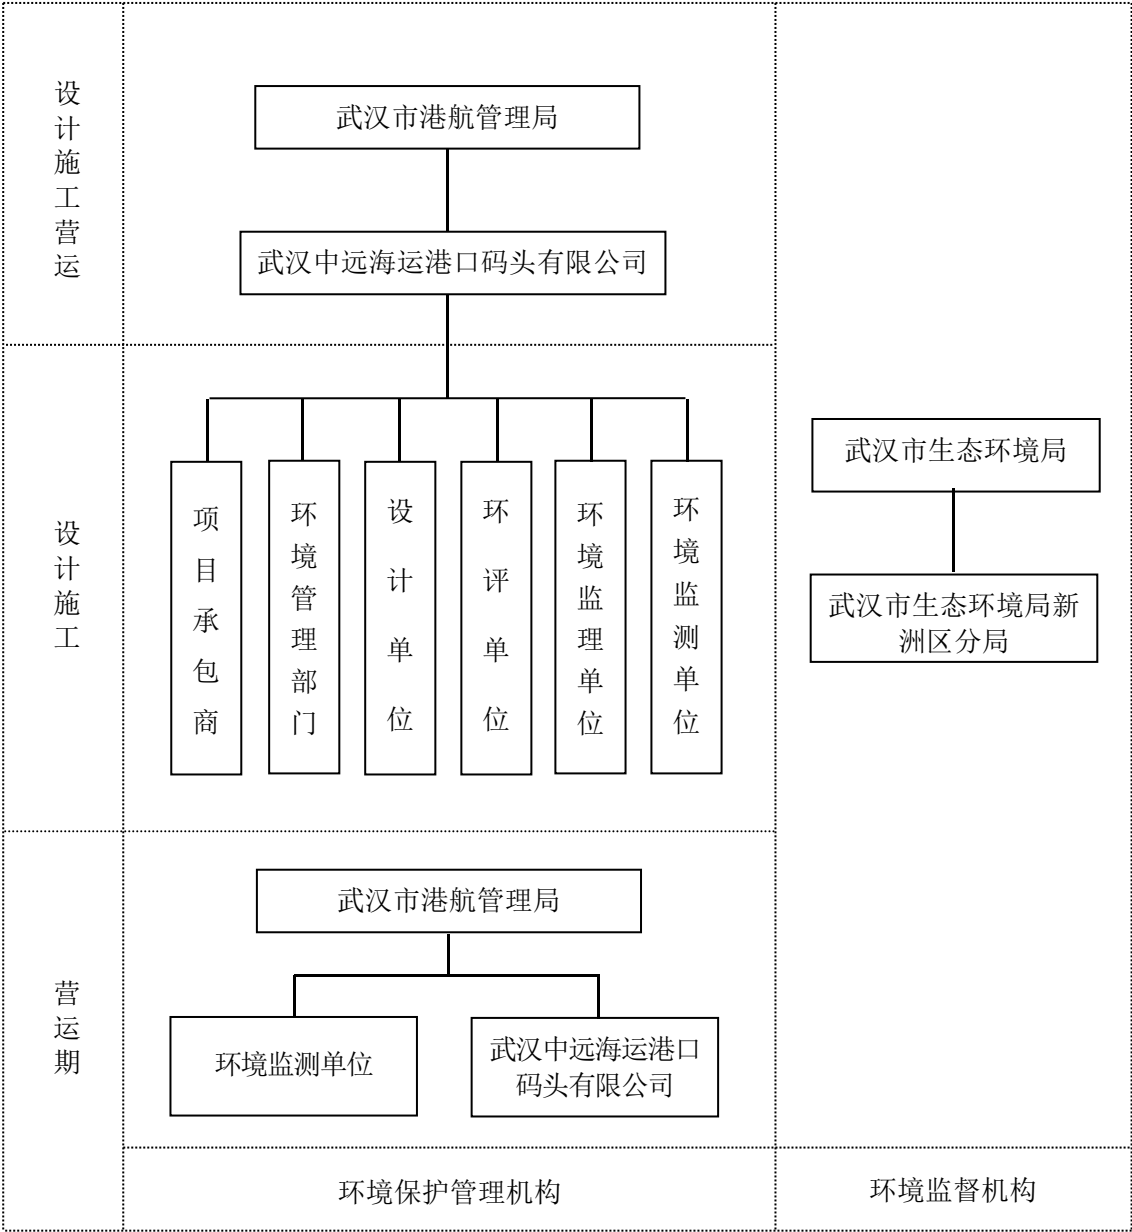 设计施工营运
武汉市港航管理局
武汉中远海运港口码头有限公司
设计施工
项目承包商
环境管理部门
设计单位
环评单位
环境监理单位
环境监测单位
武汉市生态环境局
武汉市生态环境局新
洲区分局
营运期
武汉市港航管理局
环境监测单位
武汉中远海运港口
码头有限公司
环境保护管理机构
环境监督机构